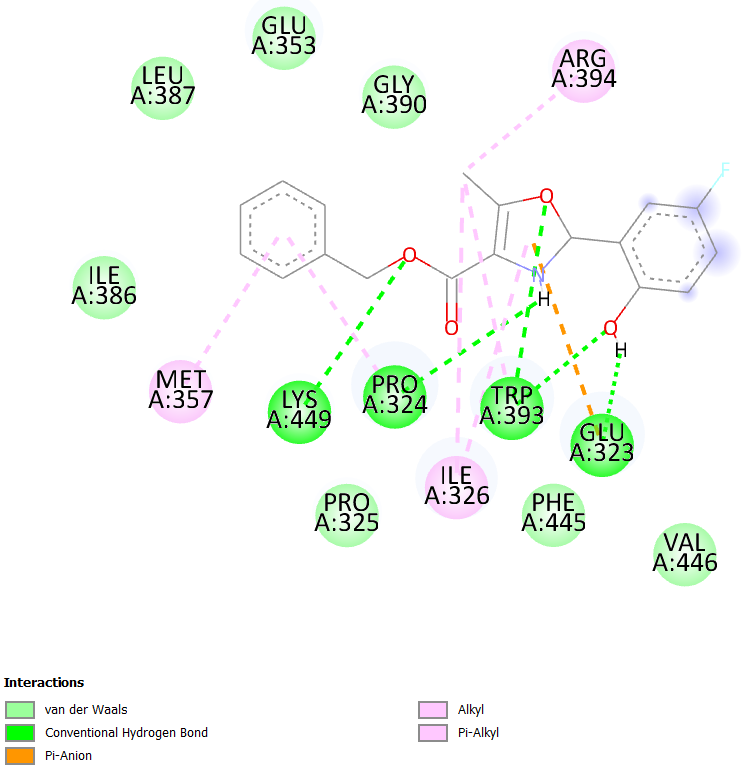 GLU
A:353
LEU
A:387
GLY
A:390
ARG
A:394
F
O
O
N
H
ILE
A:386
O
O
H
MET
A:357
LYS
A:449
PRO
A:324
TRP
A:393
GLU
A:323
ILE
A:326
PRO
A:325
PHE
A:445
VAL
A:446
Interactions
van der Waals
Conventional Hydrogen Bond
Pi-Anion
Alkyl
Pi-Alkyl